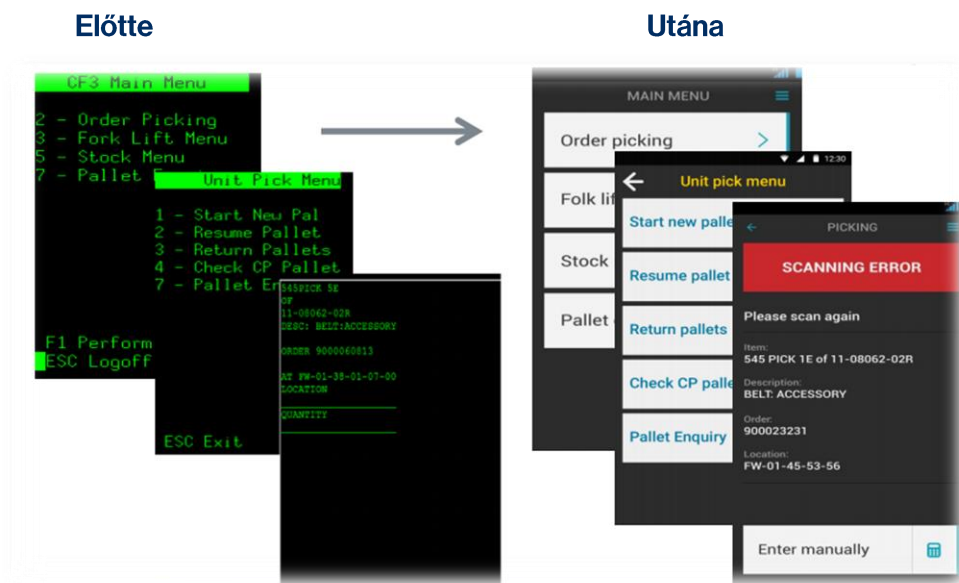 Előtte
Utána
CF3 Main Menu
2 - Order Picking
3 - Fork Lift Menu
5 - Stock Menu
7 - Pallet
F1 Perform
ESC Logoff
Unit Pick Menu
1 - Start New Pal
2 - Resume Pallet
3 - Return Pallets
4 - Check CP Pallet
7 - Pallet En
ESC Exit
545PICK 5E
OF
11-08062-02R
DESC: BELT:ACCESSORY
ORDER 9000060813
AT FW-01-38-01-07-00
LOCATION
QUANTITY
MAIN MENU
Order picking
Folk lif
Stock
Pallet
12:30
Unit pick menu
Start new palle
Resume pallet
Return pallets
Check CP palle
Pallet Enquiry
PICKING
SCANNING ERROR
Please scan again
Item:
545 PICK 1E of 11-08062-02R
Description:
BELT: ACCESSORY
Order:
900023231
Location:
FW-01-45-53-56
Enter manually